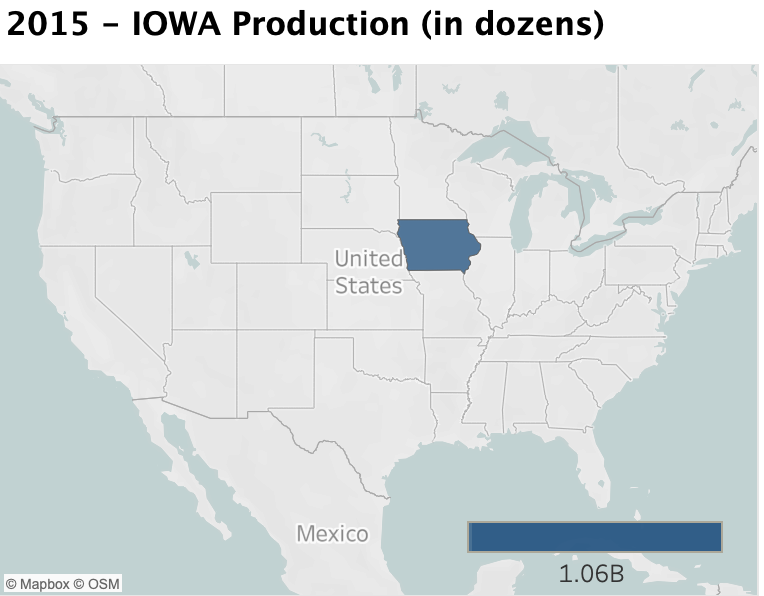 2015 – IOWA Production (in dozens)
United
States
Mexico
1.06B
© Mapbox © OSM